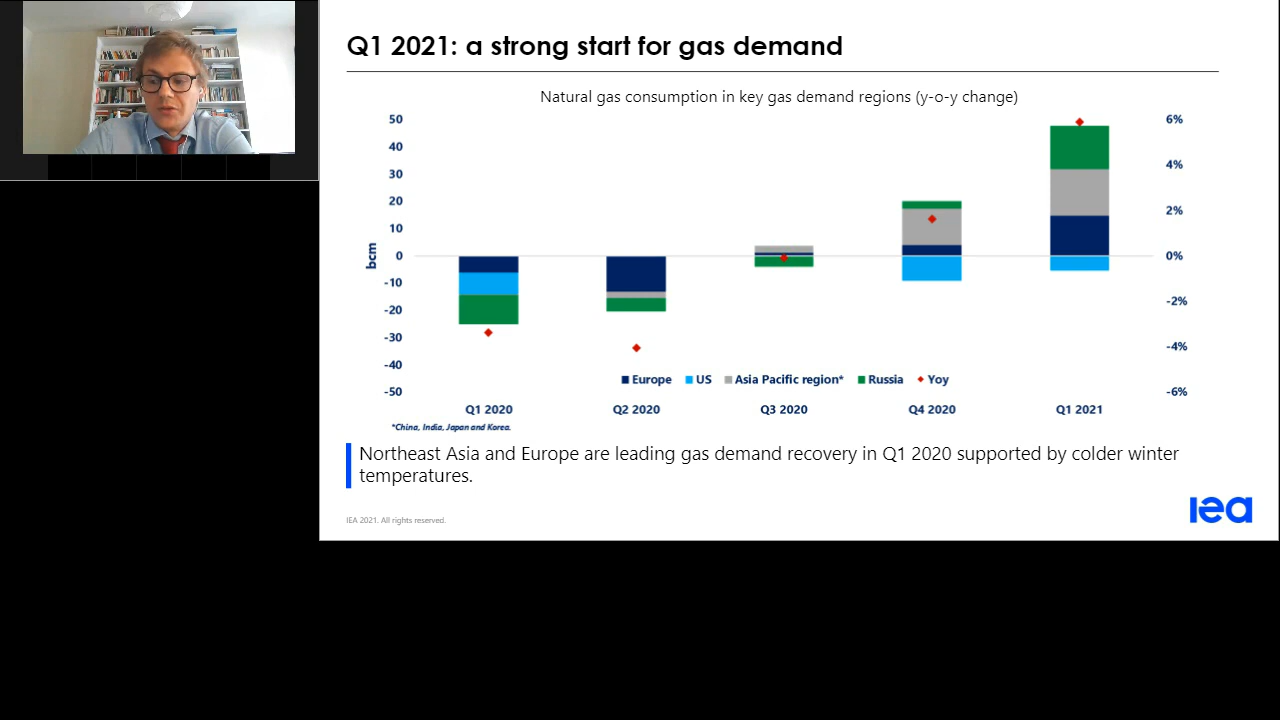 Q1 2021: a strong start for gas demand
Natural gas consumption in key gas demand regions (y-o-y change)
50
40
30
20
10
0
-10
-20
-30
-40
-50
bcm
6%
4%
2%
0%
-2%
-4%
-6%
Europe US Asia Pacific region* Russia Yoy
Q1 2020 Q2 2020 Q3 2020 Q4 2020 Q1 2021
*China, India, Japan and Korea.
Northeast Asia and Europe are leading gas demand recovery in Q1 2020 supported by colder winter
temperatures.
IEA 2021. All rights reserved.
iea